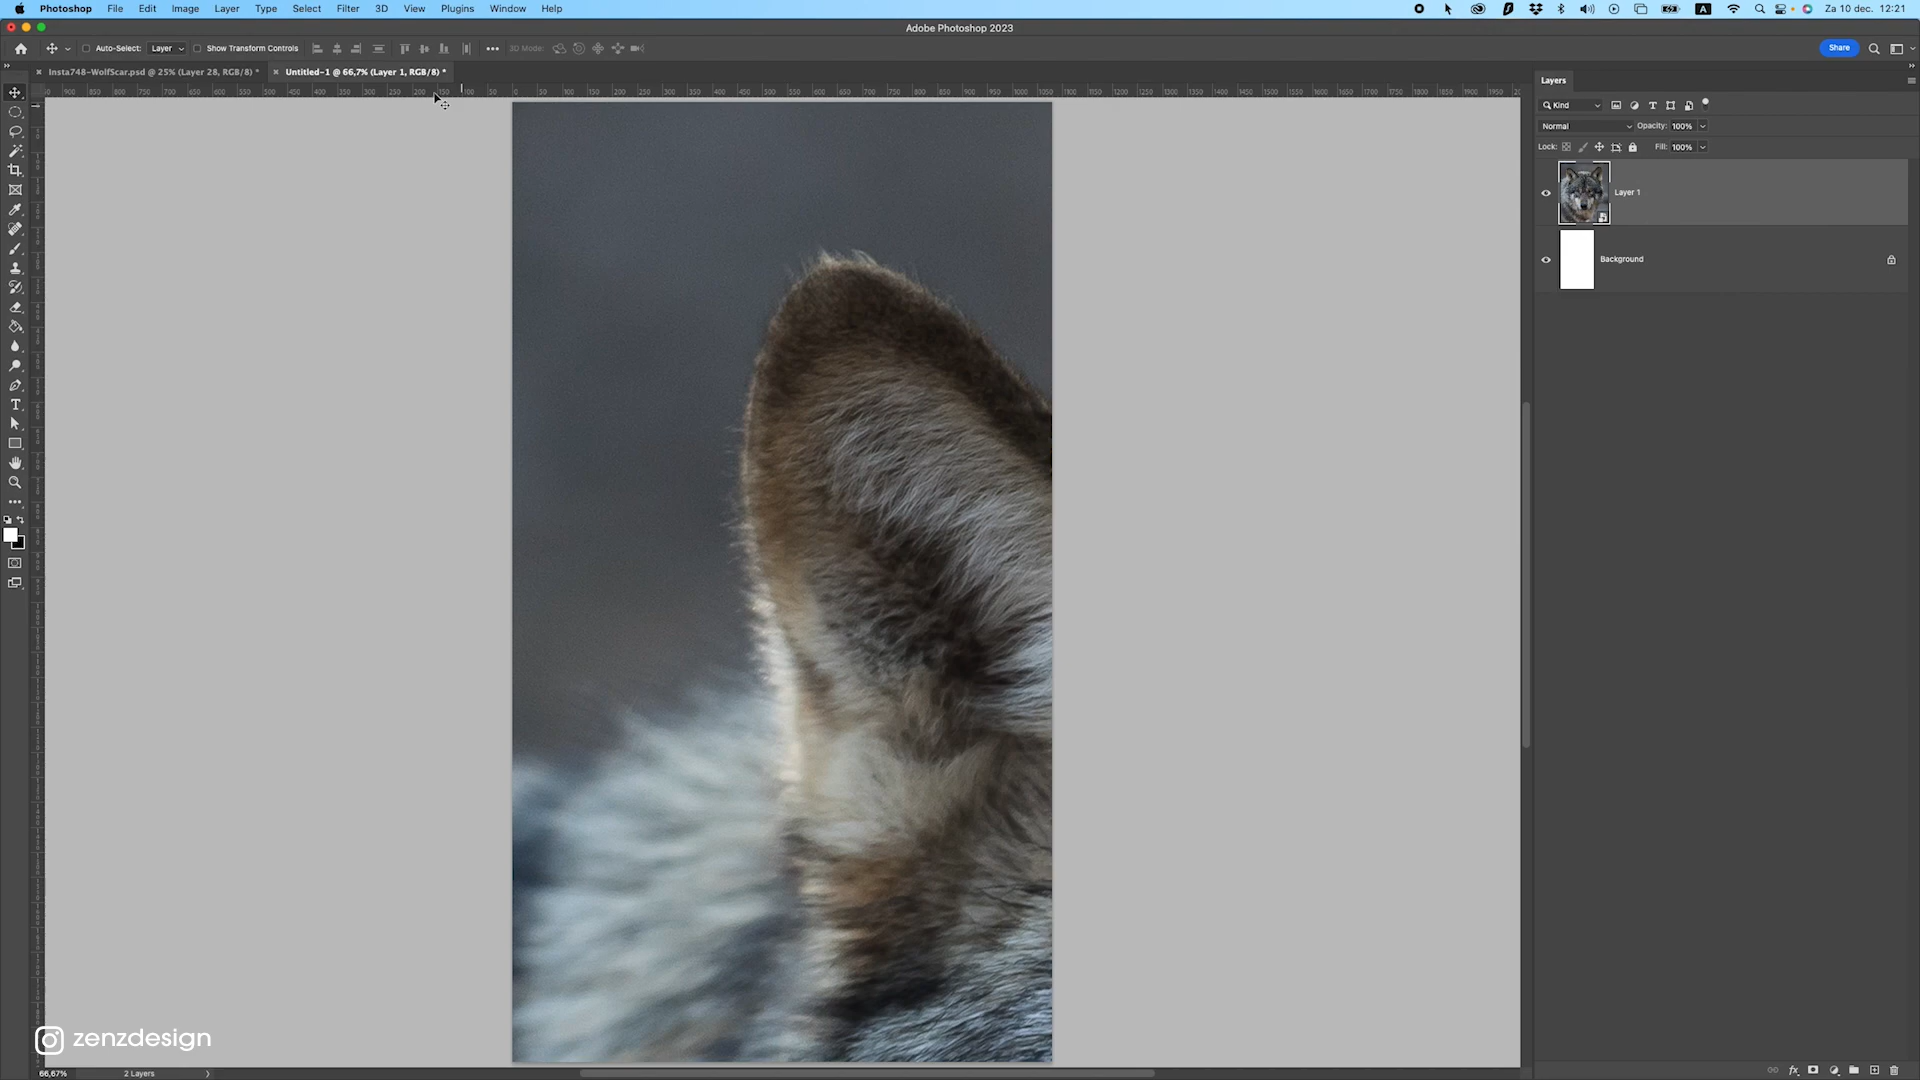 Photoshop File Edit Image Layer Type Select Filter 3D View Plugins Window Help
A Za 10 dec. 12:21
Adobe Photoshop 2023
Auto-Select: Layer Show Transform Controls 3D Mode: Share
Insta748-WolfScar.psd @ 25% (Layer 28, RGB/8) * Untitled-1 @ 66,7% (Layer 1, RGB/8) *
Layers
Kind
Normal Opacity: 100%
Lock: Fill: 100%
Layer 1
Background
zenzdesign
66,67% 2 Layers